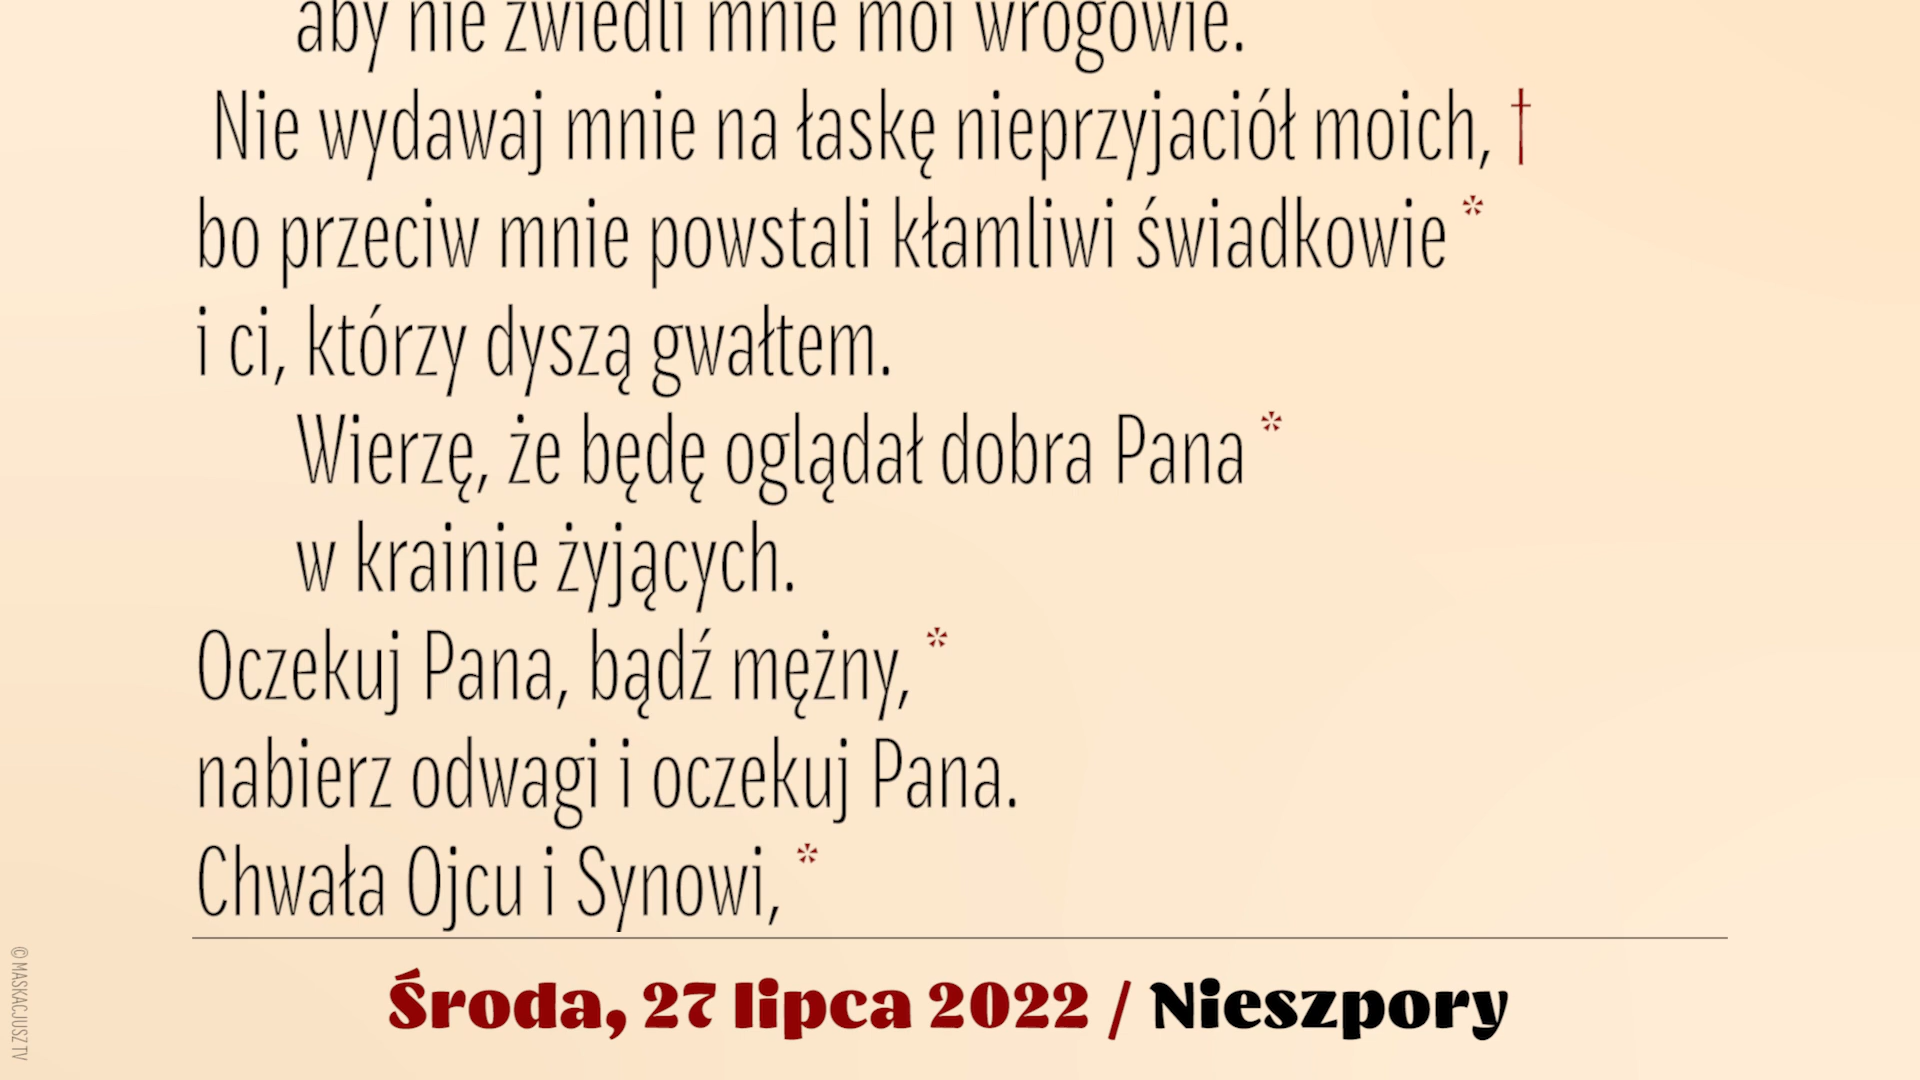 aby nie zwiedli mnie moi wrogowie.
Nie wydawaj mnie na łaskę nieprzyjaciół moich, †
bo przeciw mnie powstali kłamliwi świadkowie *
i ci, którzy dyszą gwałtem.
Wierzę, że będę oglądał dobra Pana *
w krainie żyjących.
Oczekuj Pana, bądź mężny, *
nabierz odwagi i oczekuj Pana.
Chwała Ojcu i Synowi, *
Środa, 27 lipca 2022 / Nieszpory
© MASKACJUSZ TV